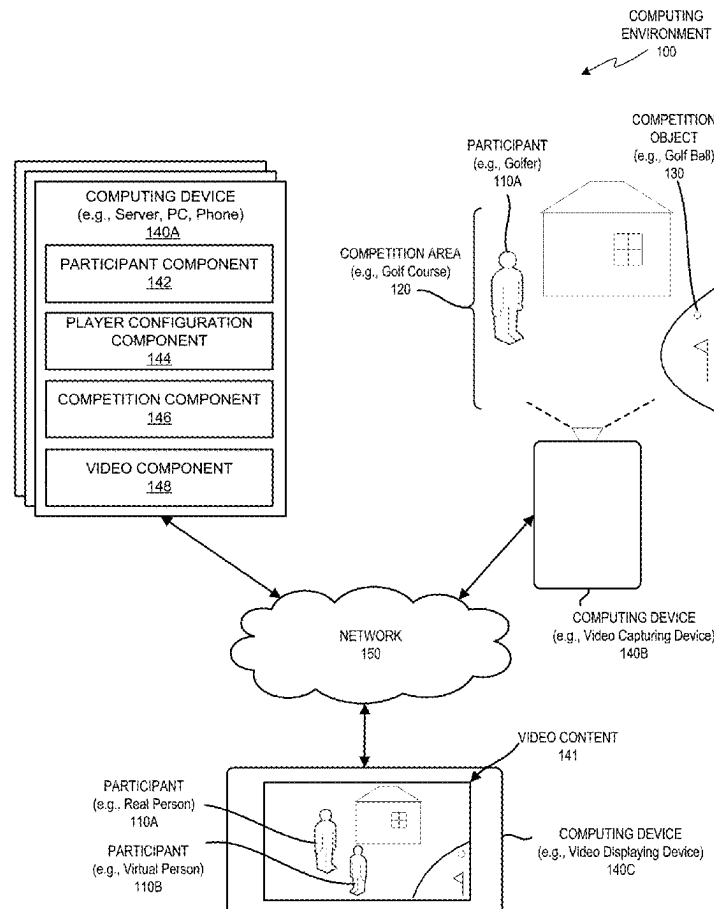 COMPUTING
ENVIRONMENT
100
COMPETITION
OBJECT
(e.g., Golf Ball)
130
PARTICIPANT
(e.g., Golfer)
110A
COMPUTING DEVICE
(e.g., Server, PC, Phone)
140A
PARTICIPANT COMPONENT
142
PLAYER CONFIGURATION
COMPONENT
144
COMPETITION COMPONENT
146
VIDEO COMPONENT
148
COMPETITION AREA
(e.g., Golf Course)
120
COMPUTING DEVICE
(e.g., Video Capturing Device)
140B
NETWORK
150
VIDEO CONTENT
141
PARTICIPANT
(e.g., Real Person)
110A
PARTICIPANT
(e.g., Virtual Person)
110B
COMPUTING DEVICE
(e.g., Video Displaying Device)
140C